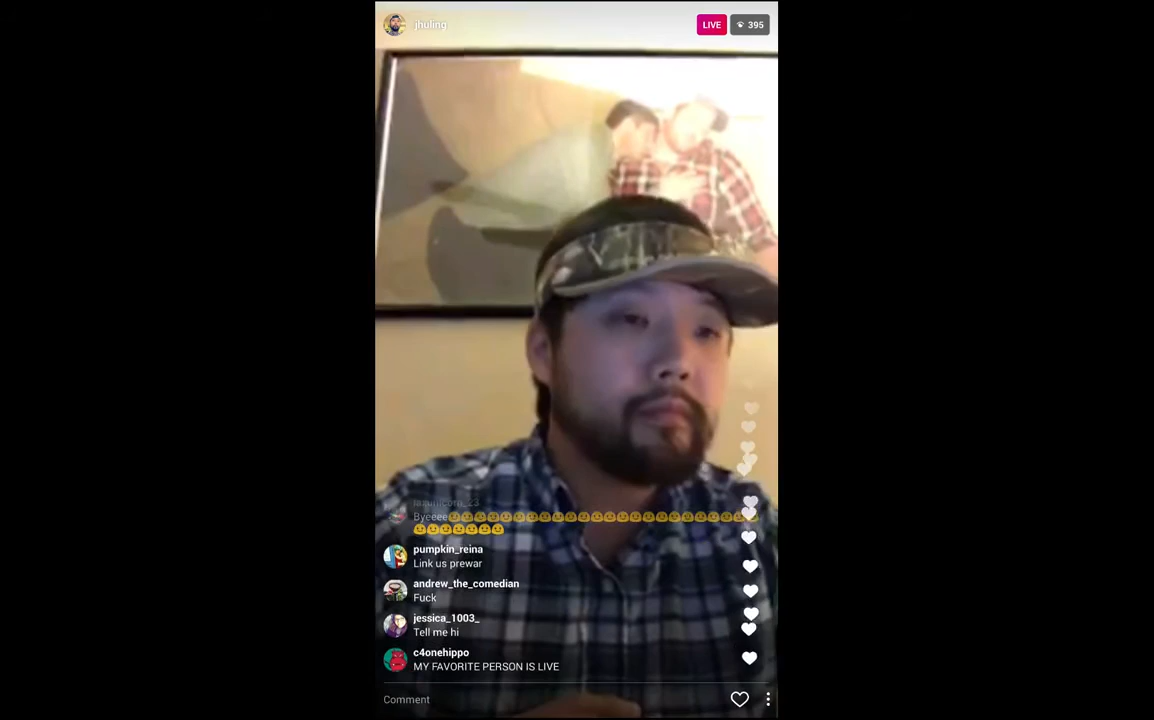 jhuling
LIVE
395
Byeeee
pumpkin_reina
Link us prewar
andrew_the_comedian
Fuck
jessica_1003_
Tell me hi
c4onehippo
MY FAVORITE PERSON IS LIVE
Comment